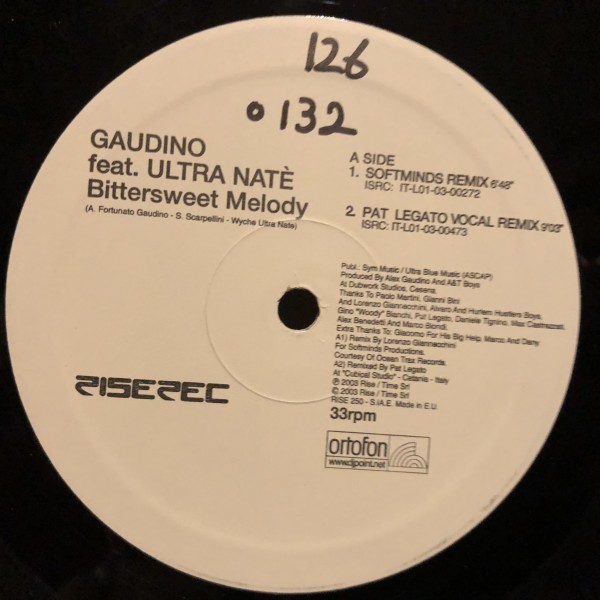 126
0132
GAUDINO
feat. ULTRA NATÈ
Bittersweet Melody
(A. Fortunato Gaudino - S. Scarpellini - Wyche Ultra Nate)
A SIDE
1. SOFTMINDS REMIX 6'48"
ISRC: IT-L01-03-00272
2. PAT LEGATO VOCAL REMIX 9'03"
ISRC: IT-L01-03-00473
Publ.: Sym Music / Ultra Blue Music (ASCAP)
Produced By Alex Gaudino And A&T Boys
At Dubwork Studios, Cesena.
Thanks To Paolo Martini, Gianni Bini
And Lorenzo Giannecchini, Alvaro And Hurlem Hustlers Boys,
Gino "Woody" Bianchi, Pat Legato, Daniele Tignino, Max Castrezzati,
Alex Benedetti And Marco Biondi.
Extra Thanks To: Giacomo For His Big Help, Marco And Dany.
A1) Remix By Lorenzo Giannecchini
For Softminds Productions.
Courtesy Of Ocean Trax Records.
A2) Remixed By Pat Legato
At "Cubical Studio" - Catania - Italy
℗ 2003 Rise / Time Srl
© 2003 Rise / Time Srl
RISE 250 - S.I.A.E. Made in E.U
33rpm
RISEREC
ortofon
www.djpoint.net